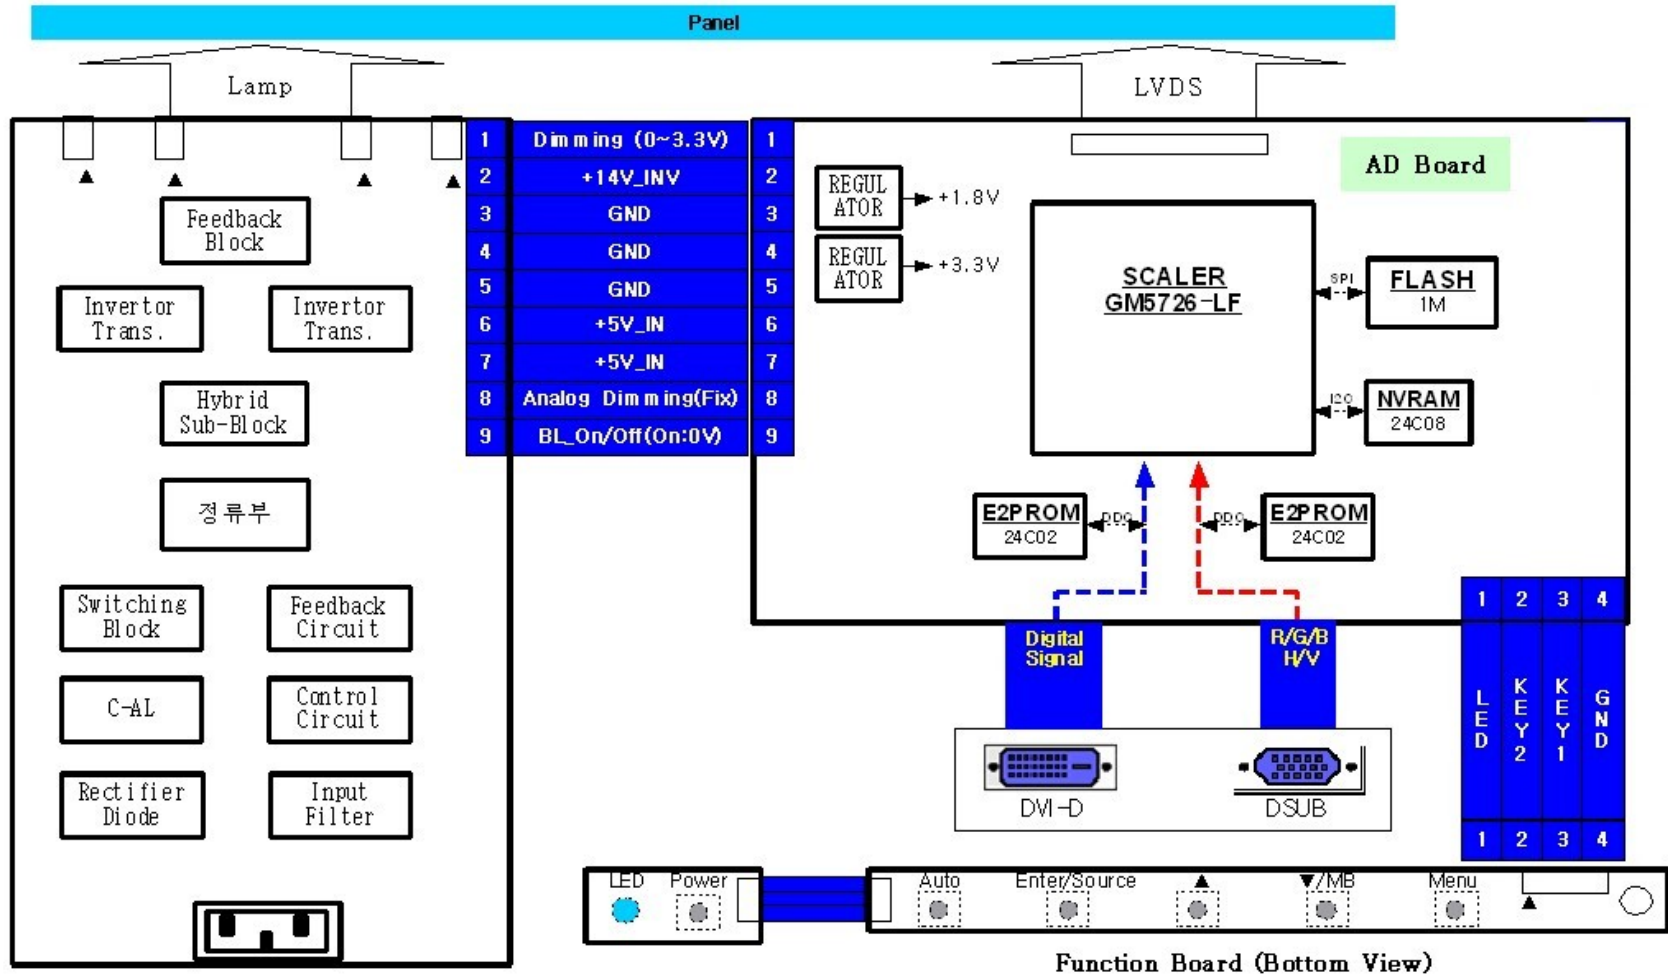 Panel
Lamp
LVDS
Feedback
Block
Invertor
Trans.
Invertor
Trans.
Hybrid
Sub-Block
정류부
Switching
Block
Feedback
Circuit
C-AL
Control
Circuit
Rectifier
Diode
Input
Filter
1 Dimming (0~3.3V) 1
2 +14V_INV 2
3 GND 3
4 GND 4
5 GND 5
6 +5V_IN 6
7 +5V_IN 7
8 Analog Dimming(Fix) 8
9 BL_On/Off(On:0V) 9
AD Board
REGUL
ATOR
+1.8V
REGUL
ATOR
+3.3V
SCALER
GM5726-LF
SPI
FLASH
1M
NVRAM
24C08
E2PROM
24C02
E2PROM
24C02
Digital
Signal
R/G/B
H/V
DVI-D
DSUB
1 2 3 4
LED
KEY2
KEY1
GND
1 2 3 4
LED
Power
Auto
Enter/Source
▲
▼/MB
Menu
Function Board (Bottom View)